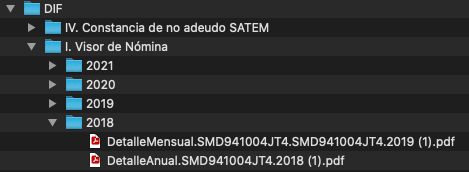 DIF
IV. Constancia de no adeudo SATEM
I. Visor de Nómina
2021
2020
2019
2018
DetalleMensual.SMD941004JT4.SMD941004JT4.2019 (1).pdf
DetalleAnual.SMD941004JT4.2018 (1).pdf